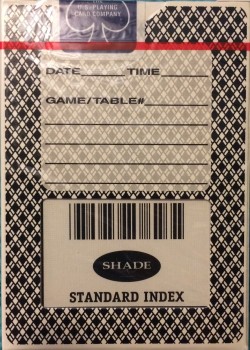 U.S. PLAYING
CARD COMPANY
DATE TIME
GAME/TABLE#
SHADE
STANDARD INDEX